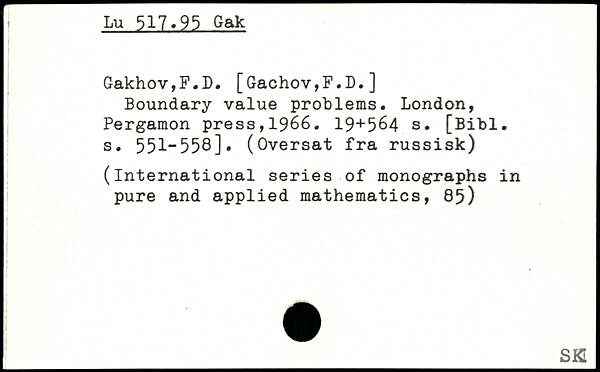 Lu 517.95 Gak
Gakhov,F.D. [Gachov,F.D.]
Boundary value problems. London,
Pergamon press,1966. 19+564 s. [Bibl.
s. 551-558]. (Oversat fra russisk)
(International series of monographs in
pure and applied mathematics, 85)
SK